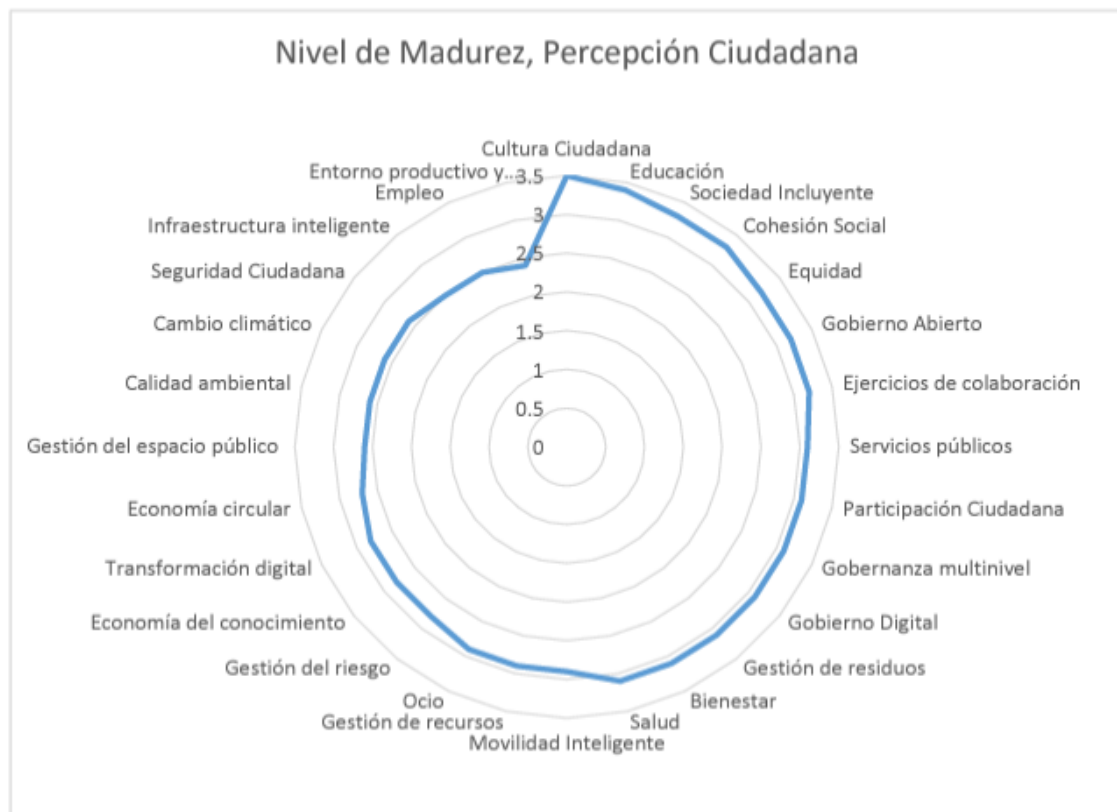 Nivel de Madurez, Percepción Ciudadana
Cultura Ciudadana
Entorno productivo y...
Educación
Empleo
Sociedad Incluyente
Infraestructura inteligente
Cohesión Social
Seguridad Ciudadana
Equidad
Cambio climático
Gobierno Abierto
Calidad ambiental
Ejercicios de colaboración
Gestión del espacio público
Servicios públicos
Economía circular
Participación Ciudadana
Transformación digital
Gobernanza multinivel
Economía del conocimiento
Gobierno Digital
Gestión del riesgo
Gestión de residuos
Ocio
Bienestar
Gestión de recursos
Salud
Movilidad Inteligente
3.5
3
2.5
2
1.5
1
0.5
0